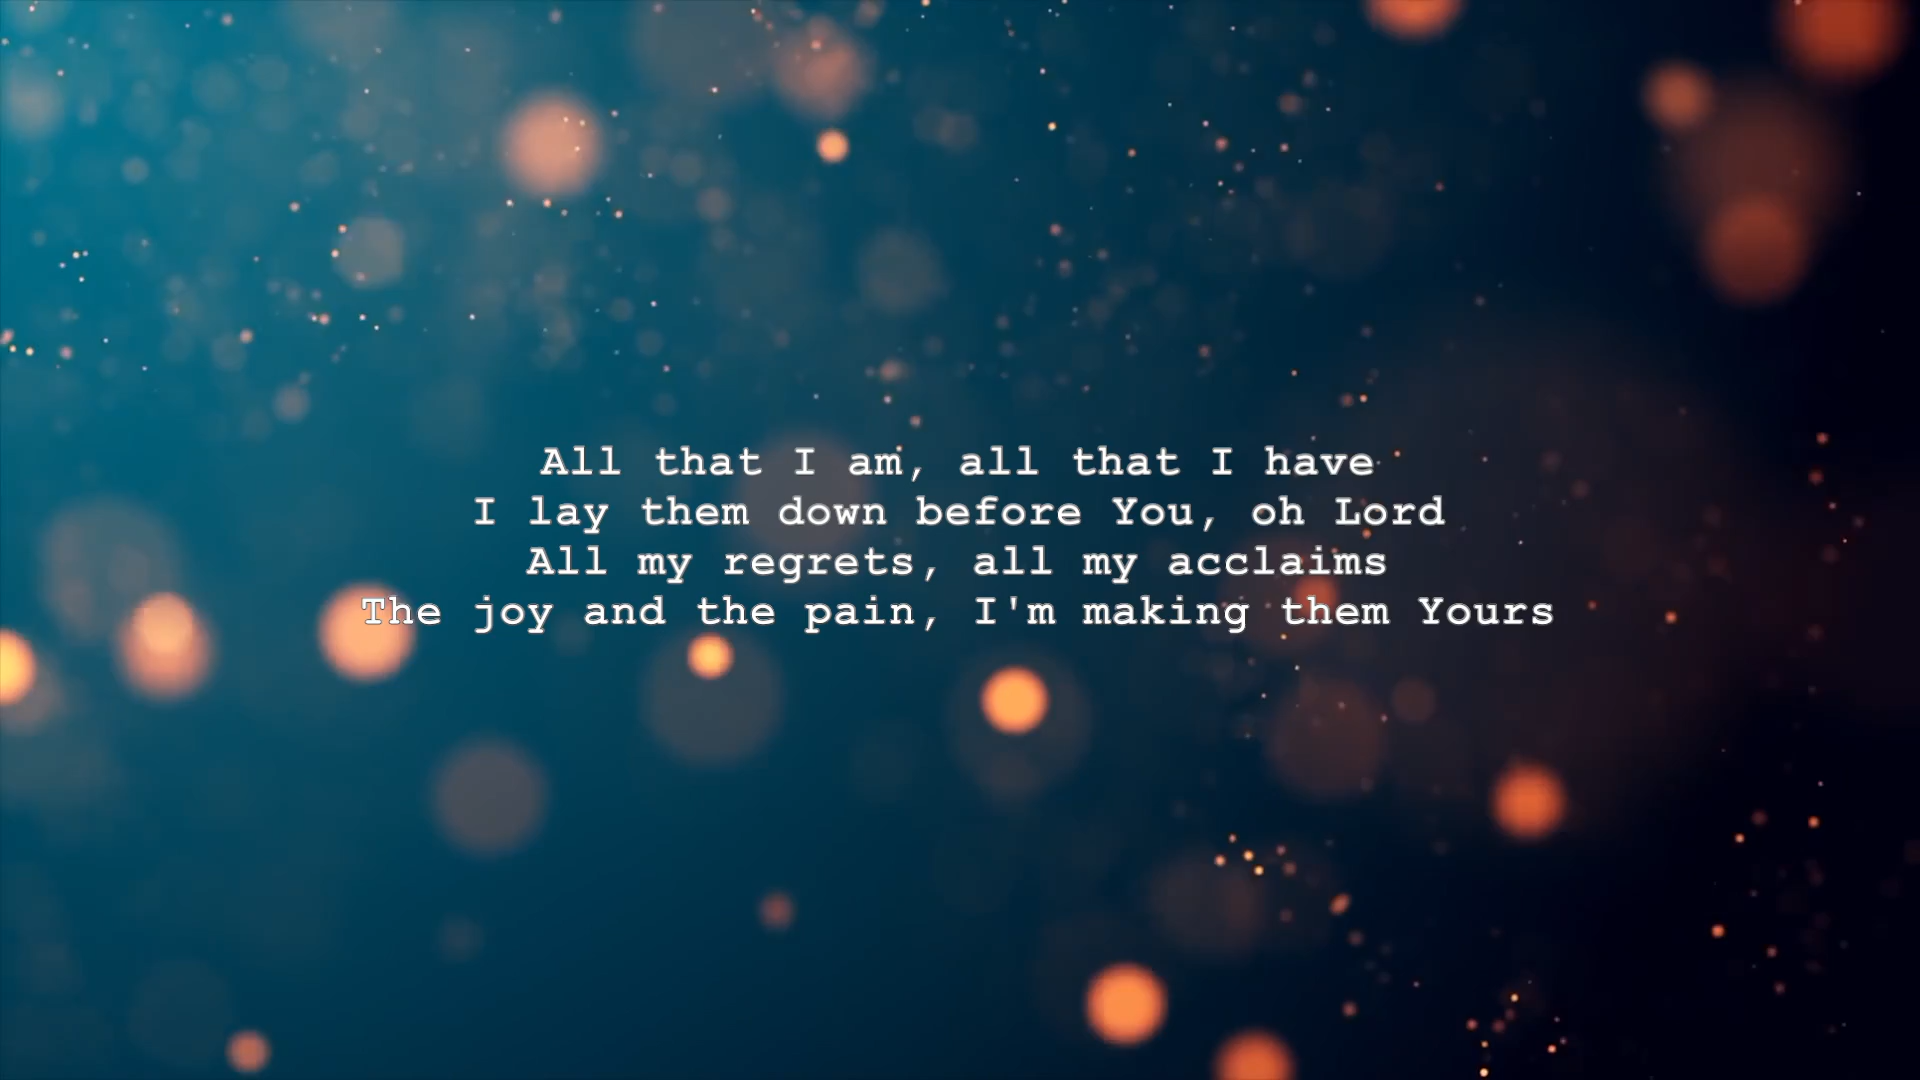 All that I am, all that I have
I lay them down before You, oh Lord
All my regrets, all my acclaims
The joy and the pain, I'm making them Yours